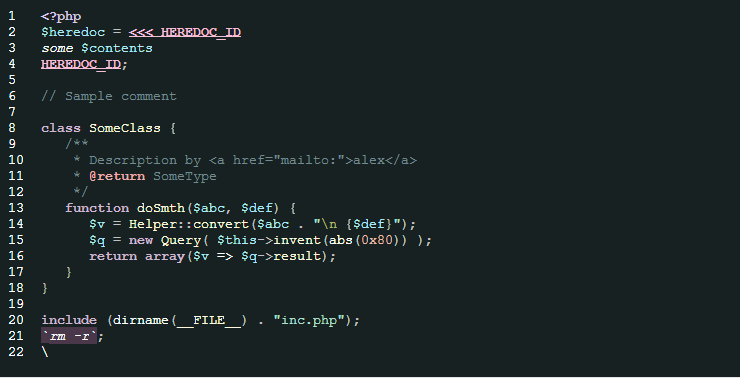 1 <?php
2 $heredoc = <<< HEREDOC_ID
3 some $contents
4 HEREDOC_ID;
5
6 // Sample comment
7
8 class SomeClass {
9 /**
10 * Description by <a href="mailto:">alex</a>
11 * @return SomeType
12 */
13 function doSmth($abc, $def) {
14 $v = Helper::convert($abc . "\n {$def}");
15 $q = new Query( $this->invent(abs(0x80)) );
16 return array($v => $q->result);
17 }
18 }
19
20 include (dirname(__FILE__) . "inc.php");
21 `rm -r`;
22 \